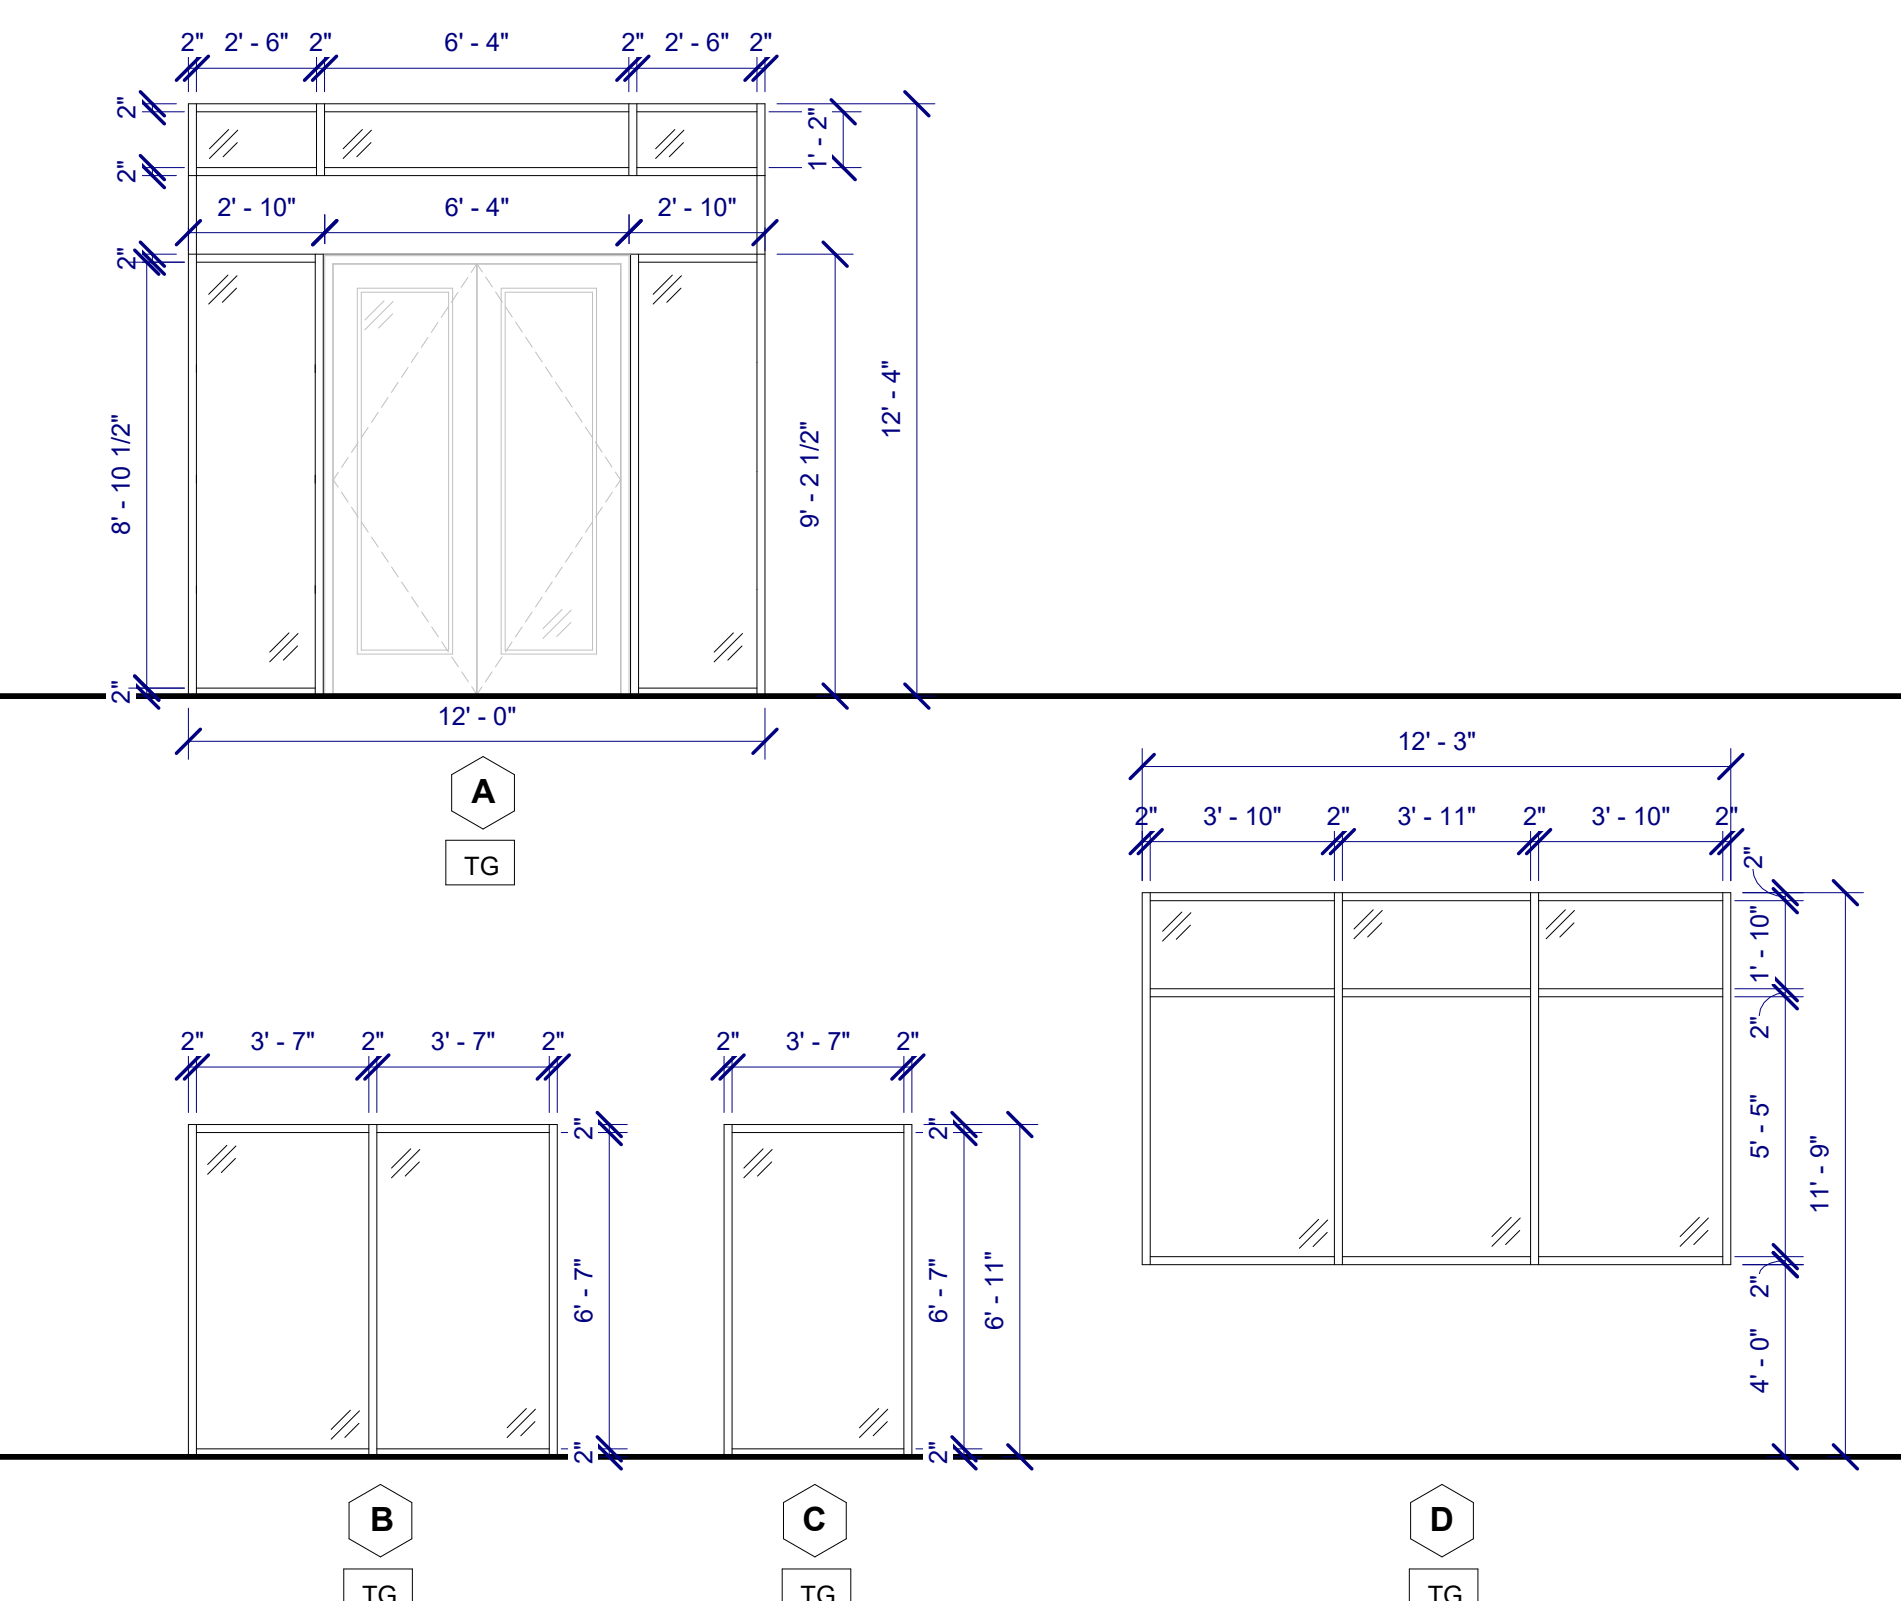 2" 2' - 6" 2" 6' - 4" 2" 2' - 6" 2"
2"
1' - 2"
2"
2' - 10" 6' - 4" 2' - 10"
2"
12' - 4"
8' - 10 1/2"
9' - 2 1/2"
2"
12' - 0"
A
TG
12' - 3"
2" 3' - 10" 2" 3' - 11" 2" 3' - 10" 2"
2"
1' - 10"
2"
5' - 5"
11' - 9"
2"
4' - 0"
2" 3' - 7" 2" 3' - 7" 2"
2"
6' - 7"
2"
2" 3' - 7" 2"
2"
6' - 7"
6' - 11"
2"
B
TG
C
TG
D
TG